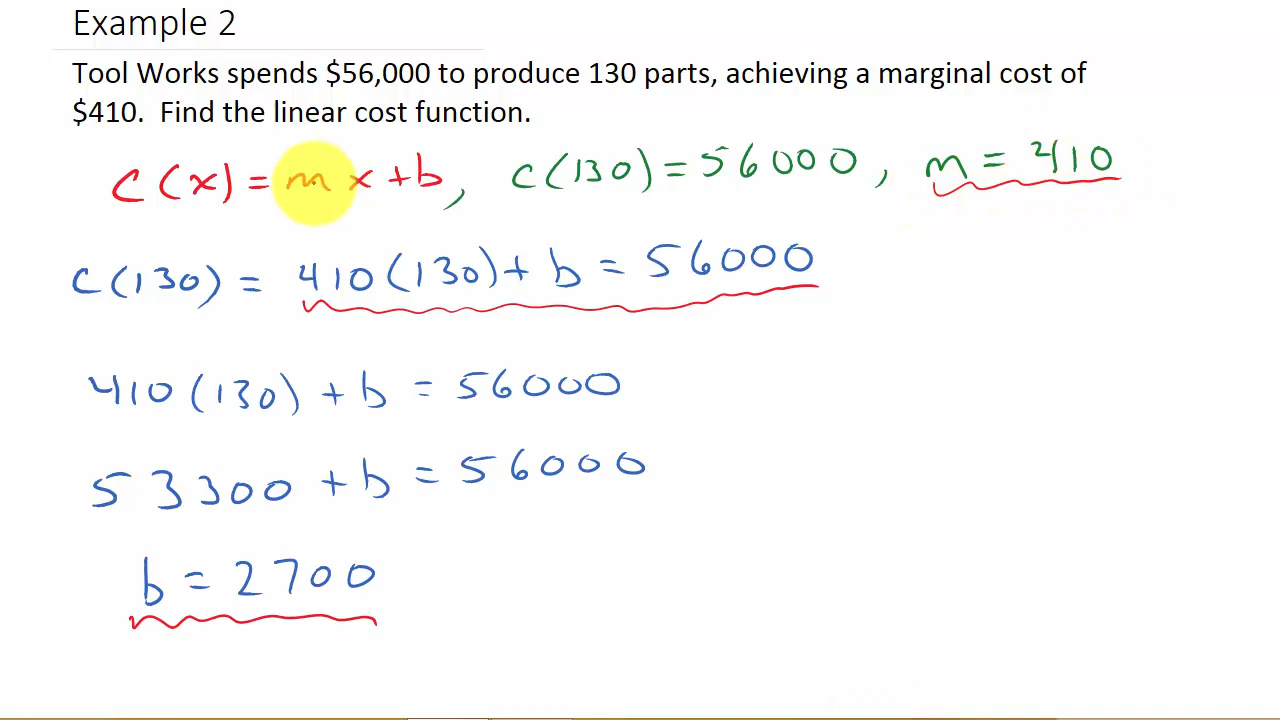 Example 2
Tool Works spends $56,000 to produce 130 parts, achieving a marginal cost of
$410.  Find the linear cost function.
C(x) = mx + b, C(130) = 56000, m = 410
C(130) = 410(130) + b = 56000
410(130) + b = 56000
53300 + b = 56000
b = 2700